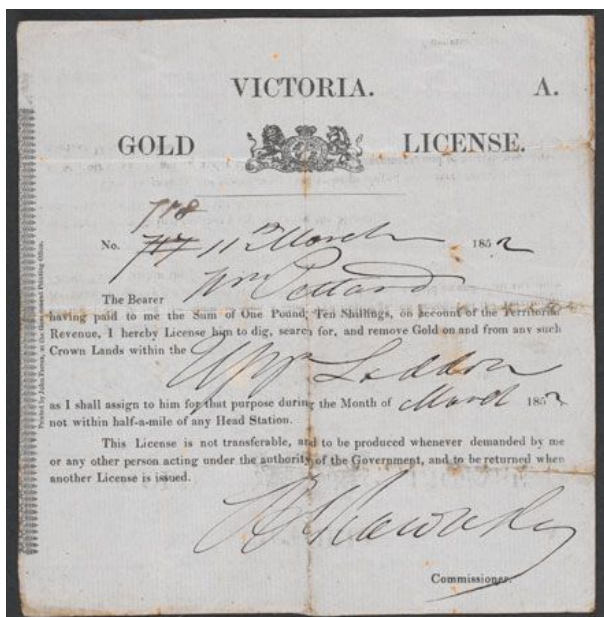 VICTORIA. A.
GOLD LICENSE.
778
No. 717 11th March 1852
The Bearer Wm Pollard
having paid to me the Sum of One Pound, Ten Shillings, on account of the Territorial
Revenue, I hereby License him to dig, search for, and remove Gold on and from any such
Crown Lands within the
Upper Loddon
as I shall assign to him for that purpose during the Month of March 1852
not within half-a-mile of any Head Station.
This License is not transferable, and to be produced whenever demanded by me
or any other person acting under the authority of the Government, and to be returned when
another License is issued.
Commissioner.